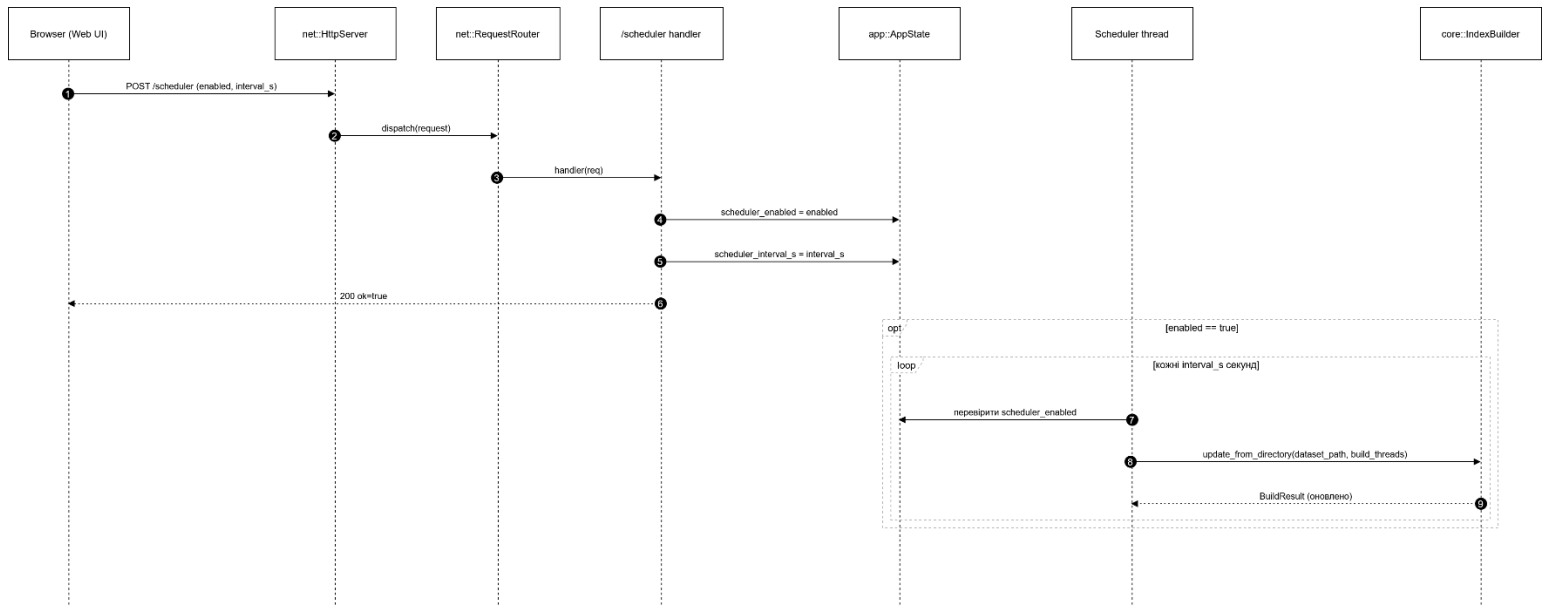 Browser (Web UI)
net::HttpServer
net::RequestRouter
/scheduler handler
app::AppState
Scheduler thread
core::IndexBuilder
1
POST /scheduler (enabled, interval_s)
2
dispatch(request)
3
handler(req)
4
scheduler_enabled = enabled
5
scheduler_interval_s = interval_s
200 ok=true
6
opt
[enabled == true]
loop
[кожні interval_s секунд]
перевірити scheduler_enabled
7
8
update_from_directory(dataset_path, build_threads)
BuildResult (оновлено)
9